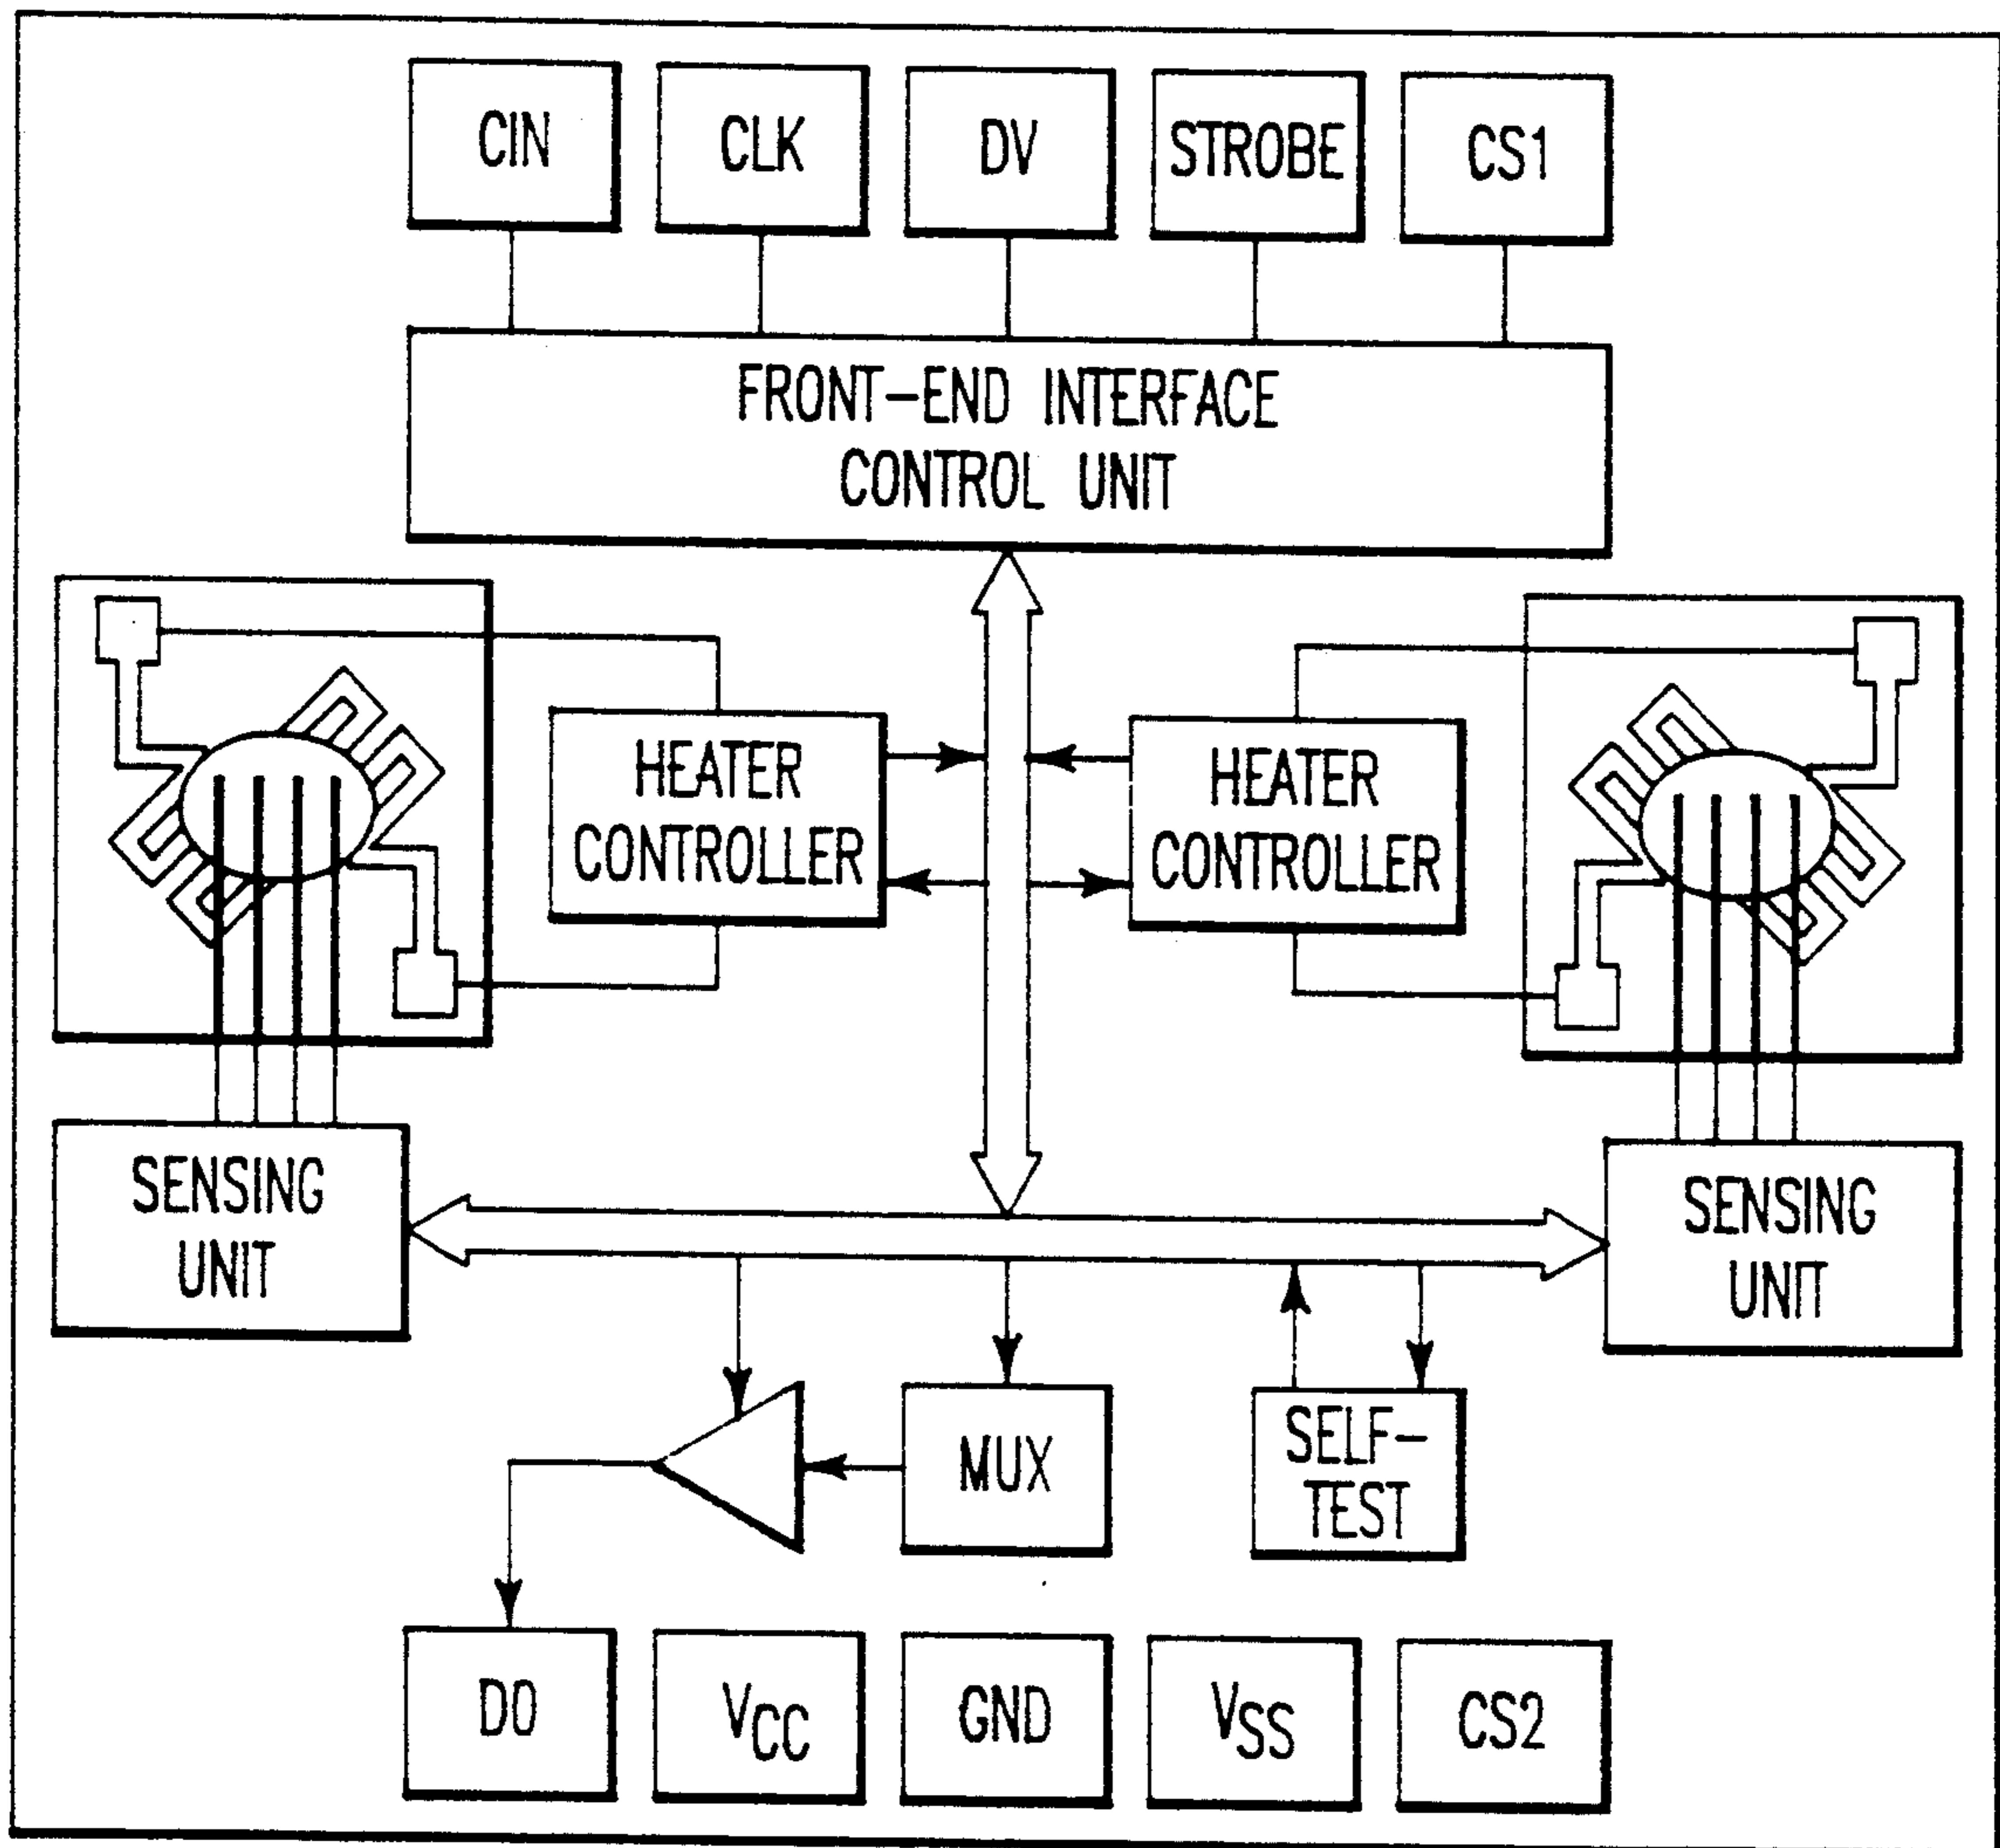 CIN
CLK
DV
STROBE
CS1
FRONT-END INTERFACE
CONTROL UNIT
HEATER
CONTROLLER
HEATER
CONTROLLER
SENSING
UNIT
SENSING
UNIT
MUX
SELF-
TEST
DO
VCC
GND
VSS
CS2